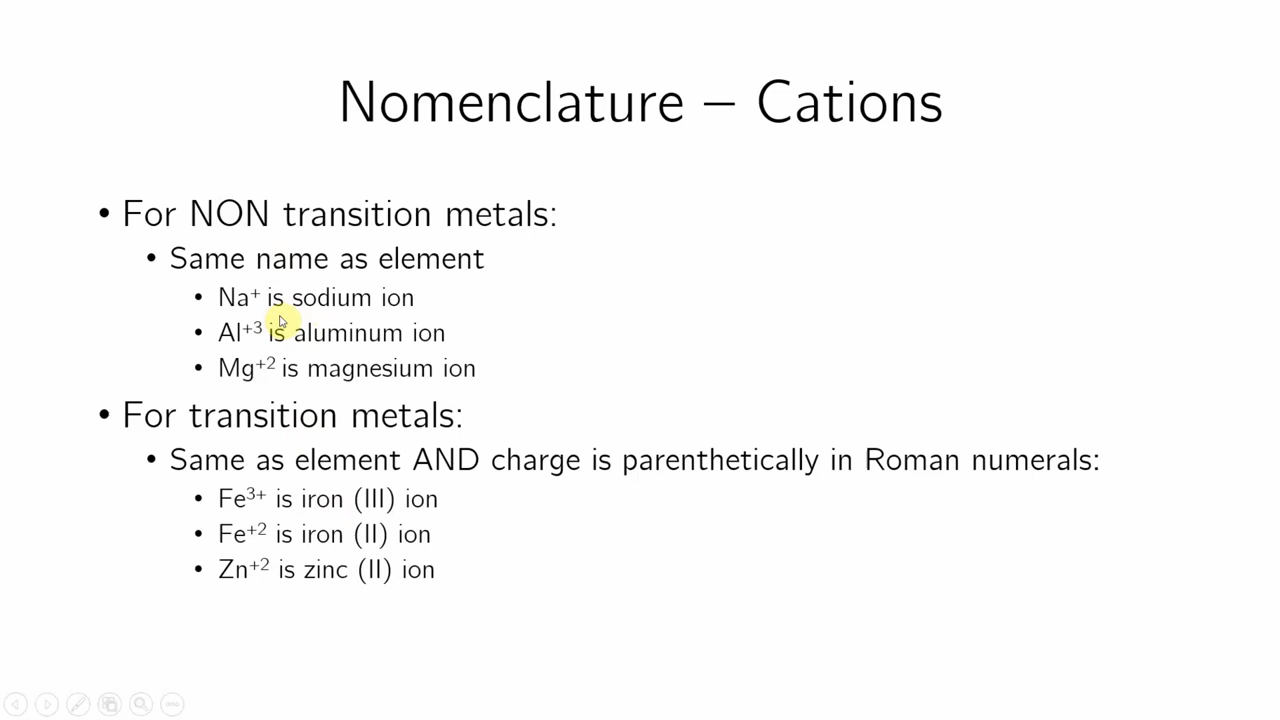 Nomenclature – Cations
• For NON transition metals:
• Same name as element
• Na⁺ is sodium ion
• Al⁺³ is aluminum ion
• Mg⁺² is magnesium ion
• For transition metals:
• Same as element AND charge is parenthetically in Roman numerals:
• Fe³⁺ is iron (III) ion
• Fe⁺² is iron (II) ion
• Zn⁺² is zinc (II) ion